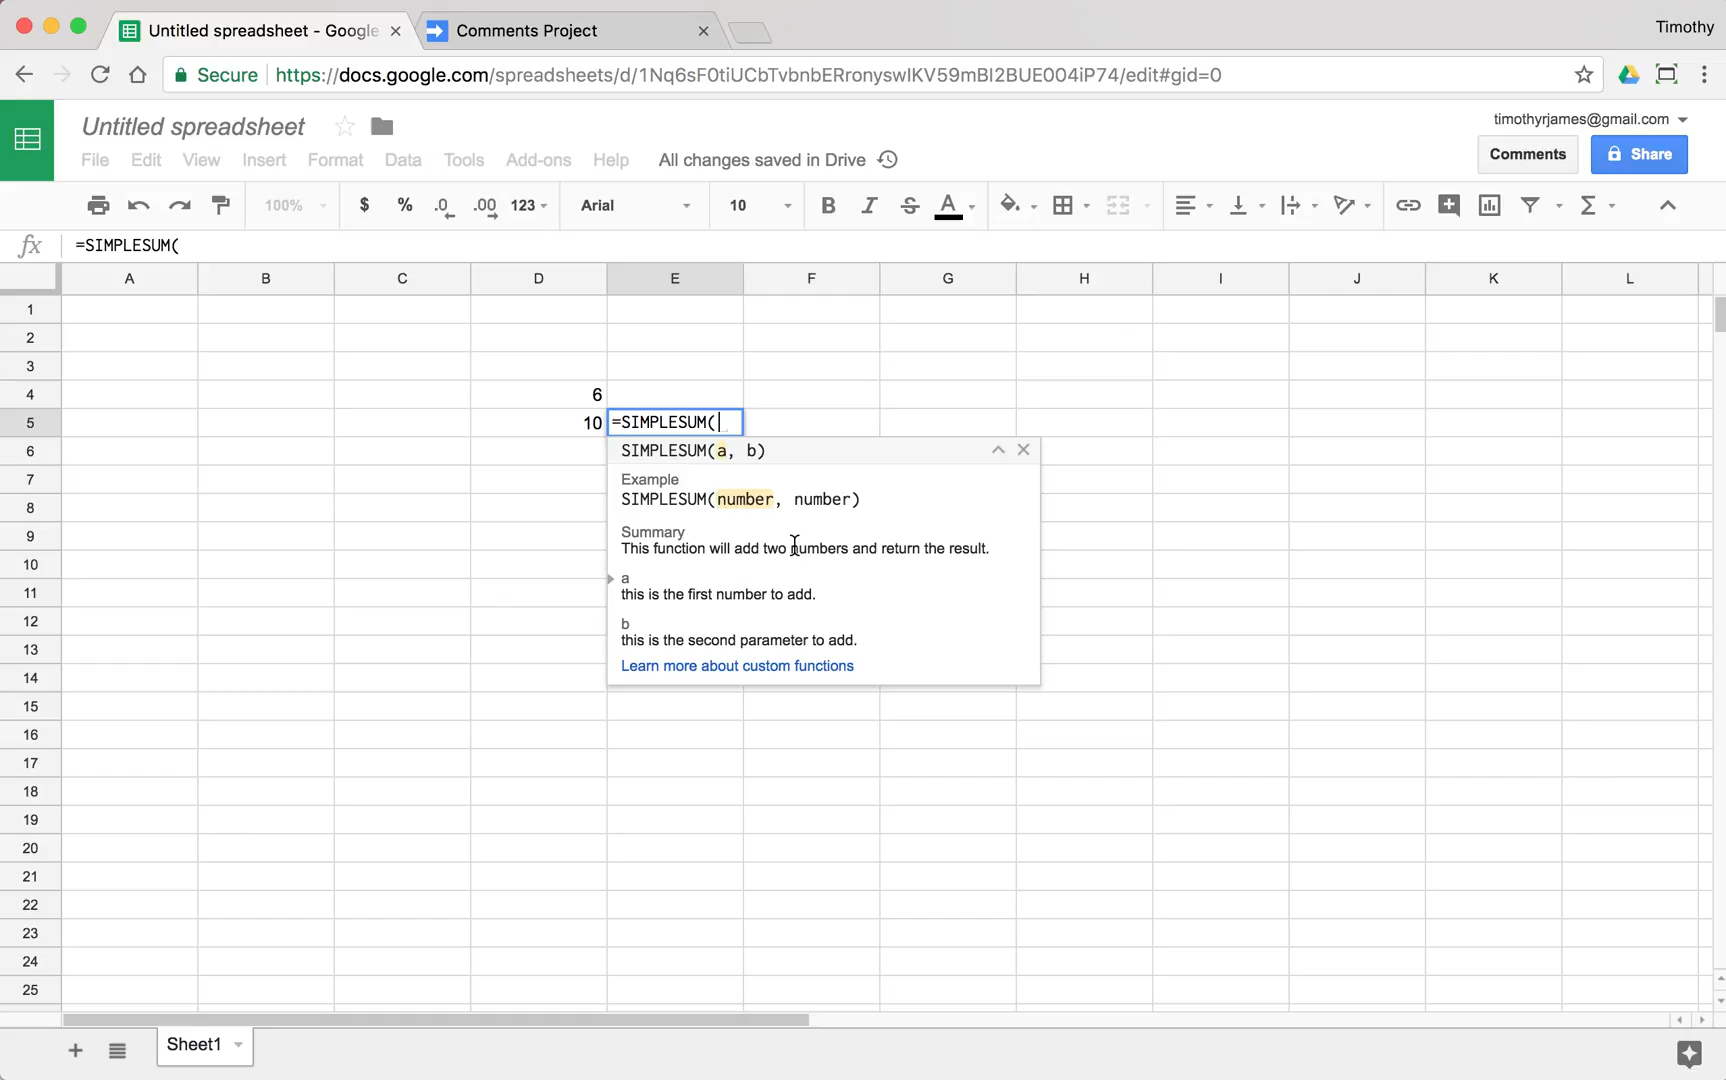 Untitled spreadsheet - Google
Comments Project
Timothy
Secure
https://docs.google.com/spreadsheets/d/1Nq6sF0tiUCbTvbnbERronyswIKV59mBI2BUE004iP74/edit#gid=0
Untitled spreadsheet
timothyrjames@gmail.com
File Edit View Insert Format Data Tools Add-ons Help All changes saved in Drive
Comments
Share
100% $ % .0 .00 123 Arial 10 B I S A
fx =SIMPLESUM(
A B C D E F G H I J K L
1
2
3
4 6
5 10 =SIMPLESUM(
6 SIMPLESUM(a, b)
7 Example
SIMPLESUM(number, number)
8
9 Summary
This function will add two numbers and return the result.
10
11 a
this is the first number to add.
12 b
13 this is the second parameter to add.
14 Learn more about custom functions
15
16
17
18
19
20
21
22
23
24
25
Sheet1